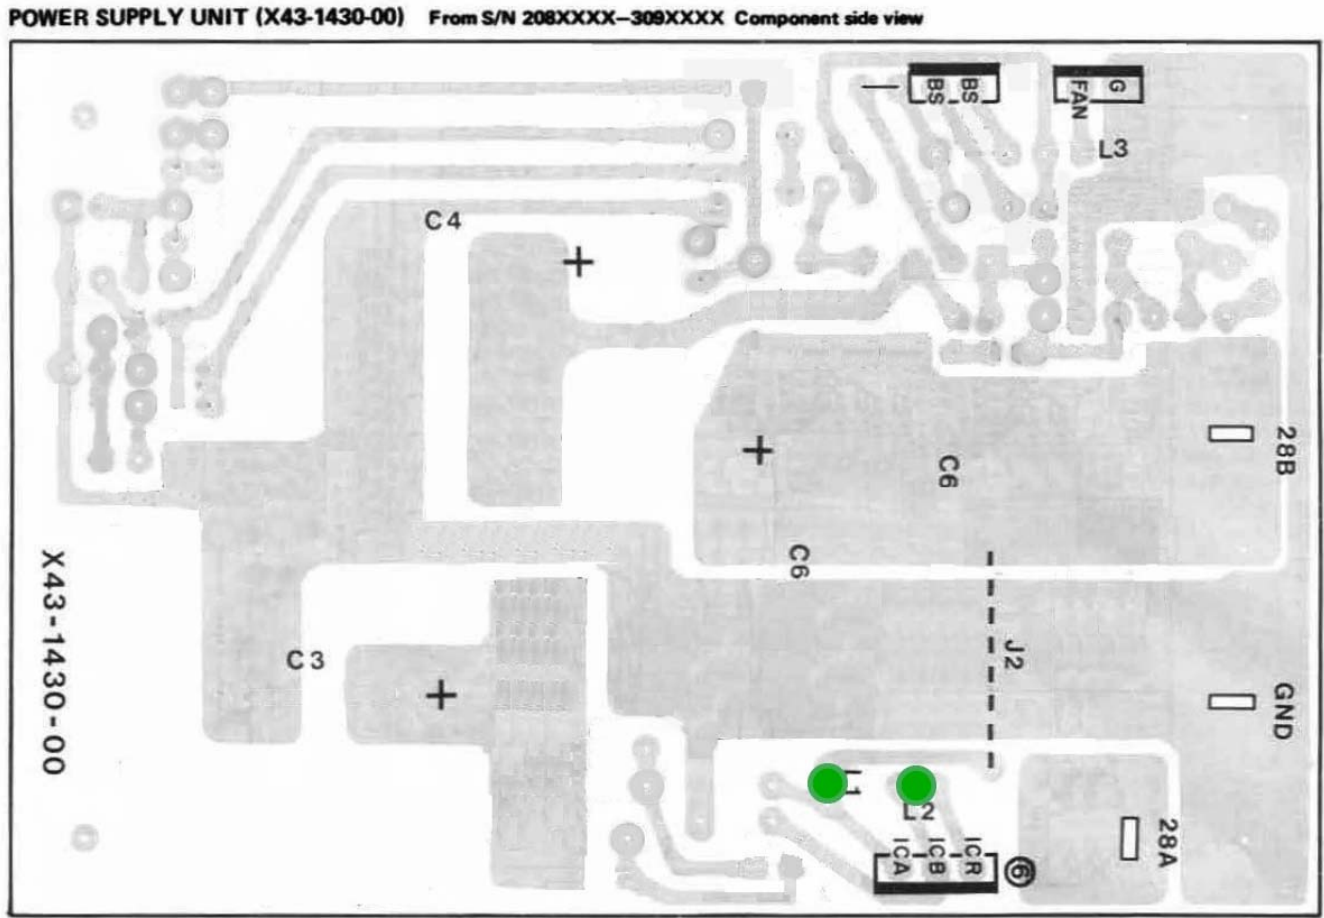 POWER SUPPLY UNIT (X43-1430-00) From S/N 208XXXX–309XXXX Component side view
BS BS
FAN G
L3
C4
+
+
C6
28B
C6
J2
X43-1430-00
C3
+
GND
L2
ICA ICB ICR
6
28A